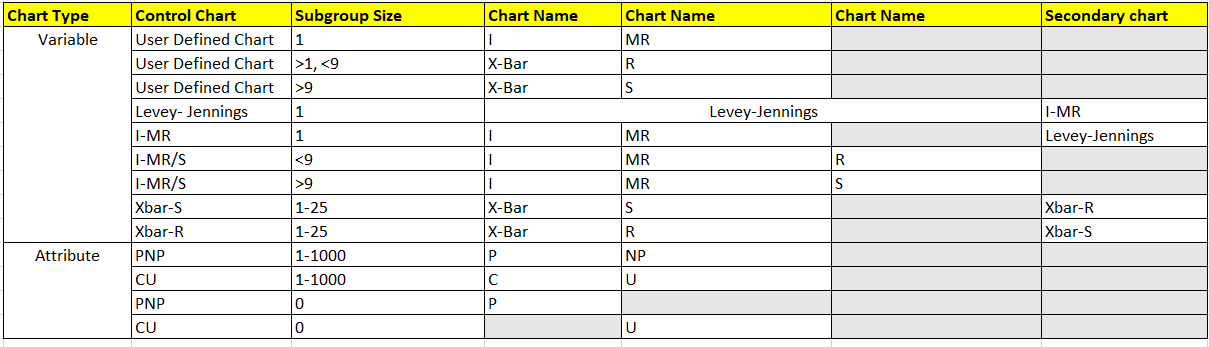 Chart Type Control Chart Subgroup Size Chart Name Chart Name Chart Name Secondary chart
Variable User Defined Chart 1 I MR
User Defined Chart >1, <9 X-Bar R
User Defined Chart >9 X-Bar S
Levey- Jennings 1 Levey-Jennings I-MR
I-MR 1 I MR Levey-Jennings
I-MR/S <9 I MR R
I-MR/S >9 I MR S
Xbar-S 1-25 X-Bar S Xbar-R
Xbar-R 1-25 X-Bar R Xbar-S
Attribute PNP 1-1000 P NP
CU 1-1000 C U
PNP 0 P
CU 0 U